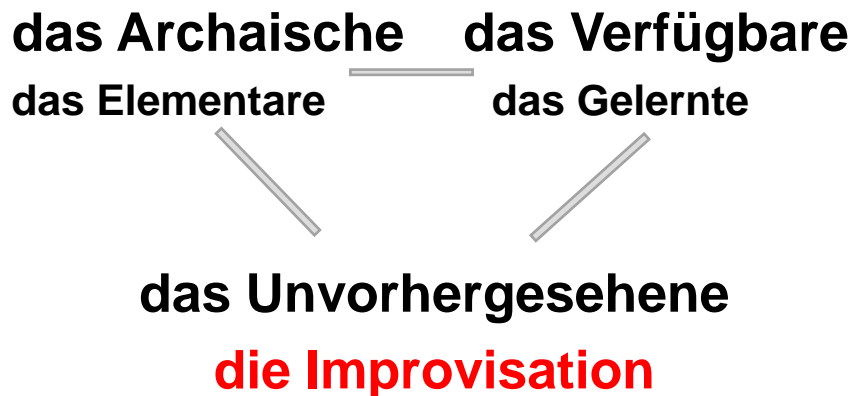 das Archaische das Verfügbare
das Elementare das Gelernte
das Unvorhergesehene
die Improvisation